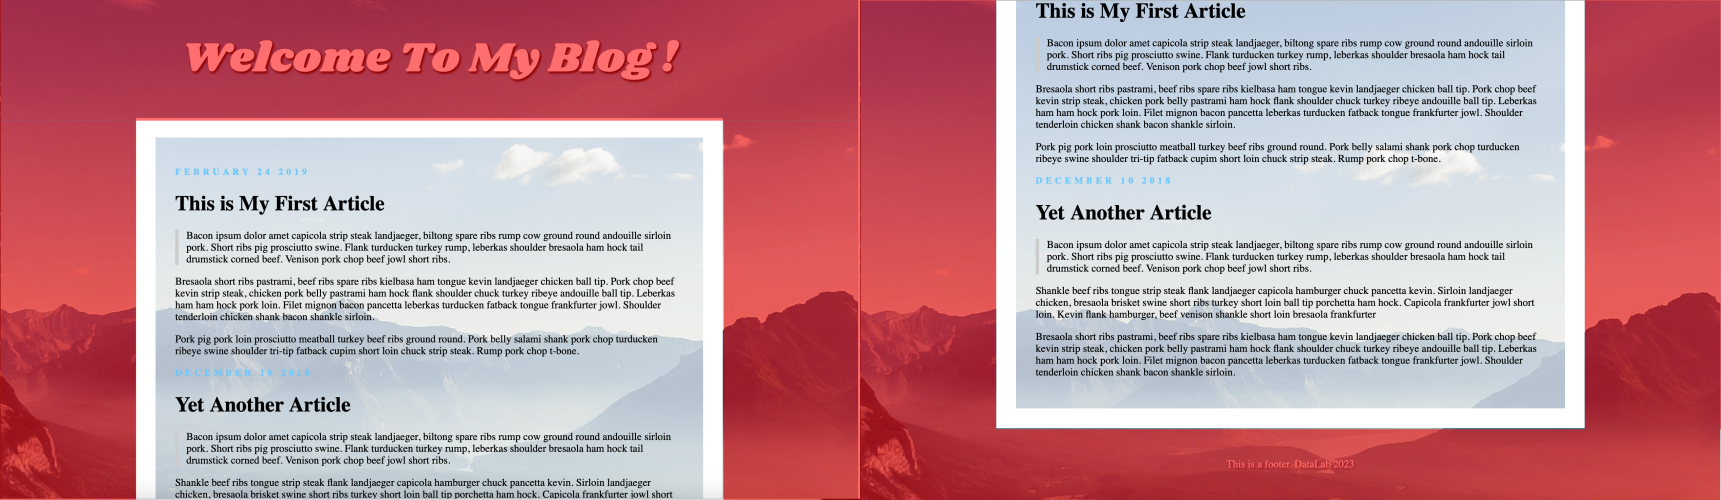 Welcome To My Blog!
FEBRUARY 24 2019
This is My First Article
Bacon ipsum dolor amet capicola strip steak landjaeger, biltong spare ribs rump cow ground round andouille sirloin
pork. Short ribs pig prosciutto swine. Flank turducken turkey rump, leberkas shoulder bresaola ham hock tail
drumstick corned beef. Venison pork chop beef jowl short ribs.
Bresaola short ribs pastrami, beef ribs spare ribs kielbasa ham tongue kevin landjaeger chicken ball tip. Pork chop beef
kevin strip steak, chicken pork belly pastrami ham hock flank shoulder chuck turkey ribeye andouille ball tip. Leberkas
ham ham hock pork loin. Filet mignon bacon pancetta leberkas turducken fatback tongue frankfurter jowl. Shoulder
tenderloin chicken shank bacon shankle sirloin.
Pork pig pork loin prosciutto meatball turkey beef ribs ground round. Pork belly salami shank pork chop turducken
ribeye swine shoulder tri-tip fatback cupim short loin chuck strip steak. Rump pork chop t-bone.
DECEMBER 10 2018
Yet Another Article
Bacon ipsum dolor amet capicola strip steak landjaeger, biltong spare ribs rump cow ground round andouille sirloin
pork. Short ribs pig prosciutto swine. Flank turducken turkey rump, leberkas shoulder bresaola ham hock tail
drumstick corned beef. Venison pork chop beef jowl short ribs.
Shankle beef ribs tongue strip steak flank landjaeger capicola hamburger chuck pancetta kevin. Sirloin landjaeger
chicken, bresaola brisket swine short ribs turkey short loin ball tip porchetta ham hock. Capicola frankfurter jowl short
This is My First Article
Bacon ipsum dolor amet capicola strip steak landjaeger, biltong spare ribs rump cow ground round andouille sirloin
pork. Short ribs pig prosciutto swine. Flank turducken turkey rump, leberkas shoulder bresaola ham hock tail
drumstick corned beef. Venison pork chop beef jowl short ribs.
Bresaola short ribs pastrami, beef ribs spare ribs kielbasa ham tongue kevin landjaeger chicken ball tip. Pork chop beef
kevin strip steak, chicken pork belly pastrami ham hock flank shoulder chuck turkey ribeye andouille ball tip. Leberkas
ham ham hock pork loin. Filet mignon bacon pancetta leberkas turducken fatback tongue frankfurter jowl. Shoulder
tenderloin chicken shank bacon shankle sirloin.
Pork pig pork loin prosciutto meatball turkey beef ribs ground round. Pork belly salami shank pork chop turducken
ribeye swine shoulder tri-tip fatback cupim short loin chuck strip steak. Rump pork chop t-bone.
DECEMBER 10 2018
Yet Another Article
Bacon ipsum dolor amet capicola strip steak landjaeger, biltong spare ribs rump cow ground round andouille sirloin
pork. Short ribs pig prosciutto swine. Flank turducken turkey rump, leberkas shoulder bresaola ham hock tail
drumstick corned beef. Venison pork chop beef jowl short ribs.
Shankle beef ribs tongue strip steak flank landjaeger capicola hamburger chuck pancetta kevin. Sirloin landjaeger
chicken, bresaola brisket swine short ribs turkey short loin ball tip porchetta ham hock. Capicola frankfurter jowl short
loin. Kevin flank hamburger, beef venison shankle short loin bresaola frankfurter
Bresaola short ribs pastrami, beef ribs spare ribs kielbasa ham tongue kevin landjaeger chicken ball tip. Pork chop beef
kevin strip steak, chicken pork belly pastrami ham hock flank shoulder chuck turkey ribeye andouille ball tip. Leberkas
ham ham hock pork loin. Filet mignon bacon pancetta leberkas turducken fatback tongue frankfurter jowl. Shoulder
tenderloin chicken shank bacon shankle sirloin.
This is a footer. DataLab 2023